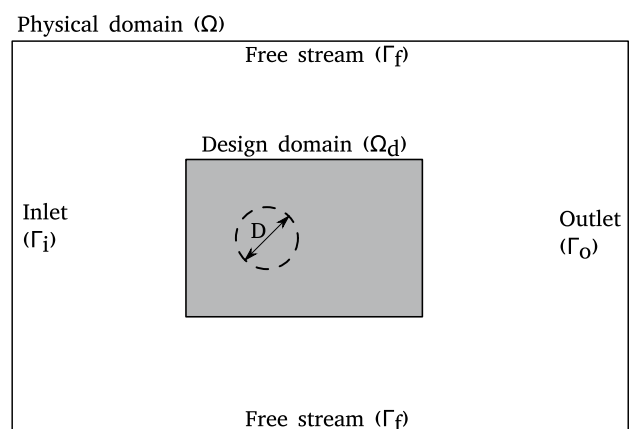 Physical domain (Ω)
Free stream (Γf)
Design domain (Ωd)
Inlet
(Γi)
D
Outlet
(Γo)
Free stream (Γf)